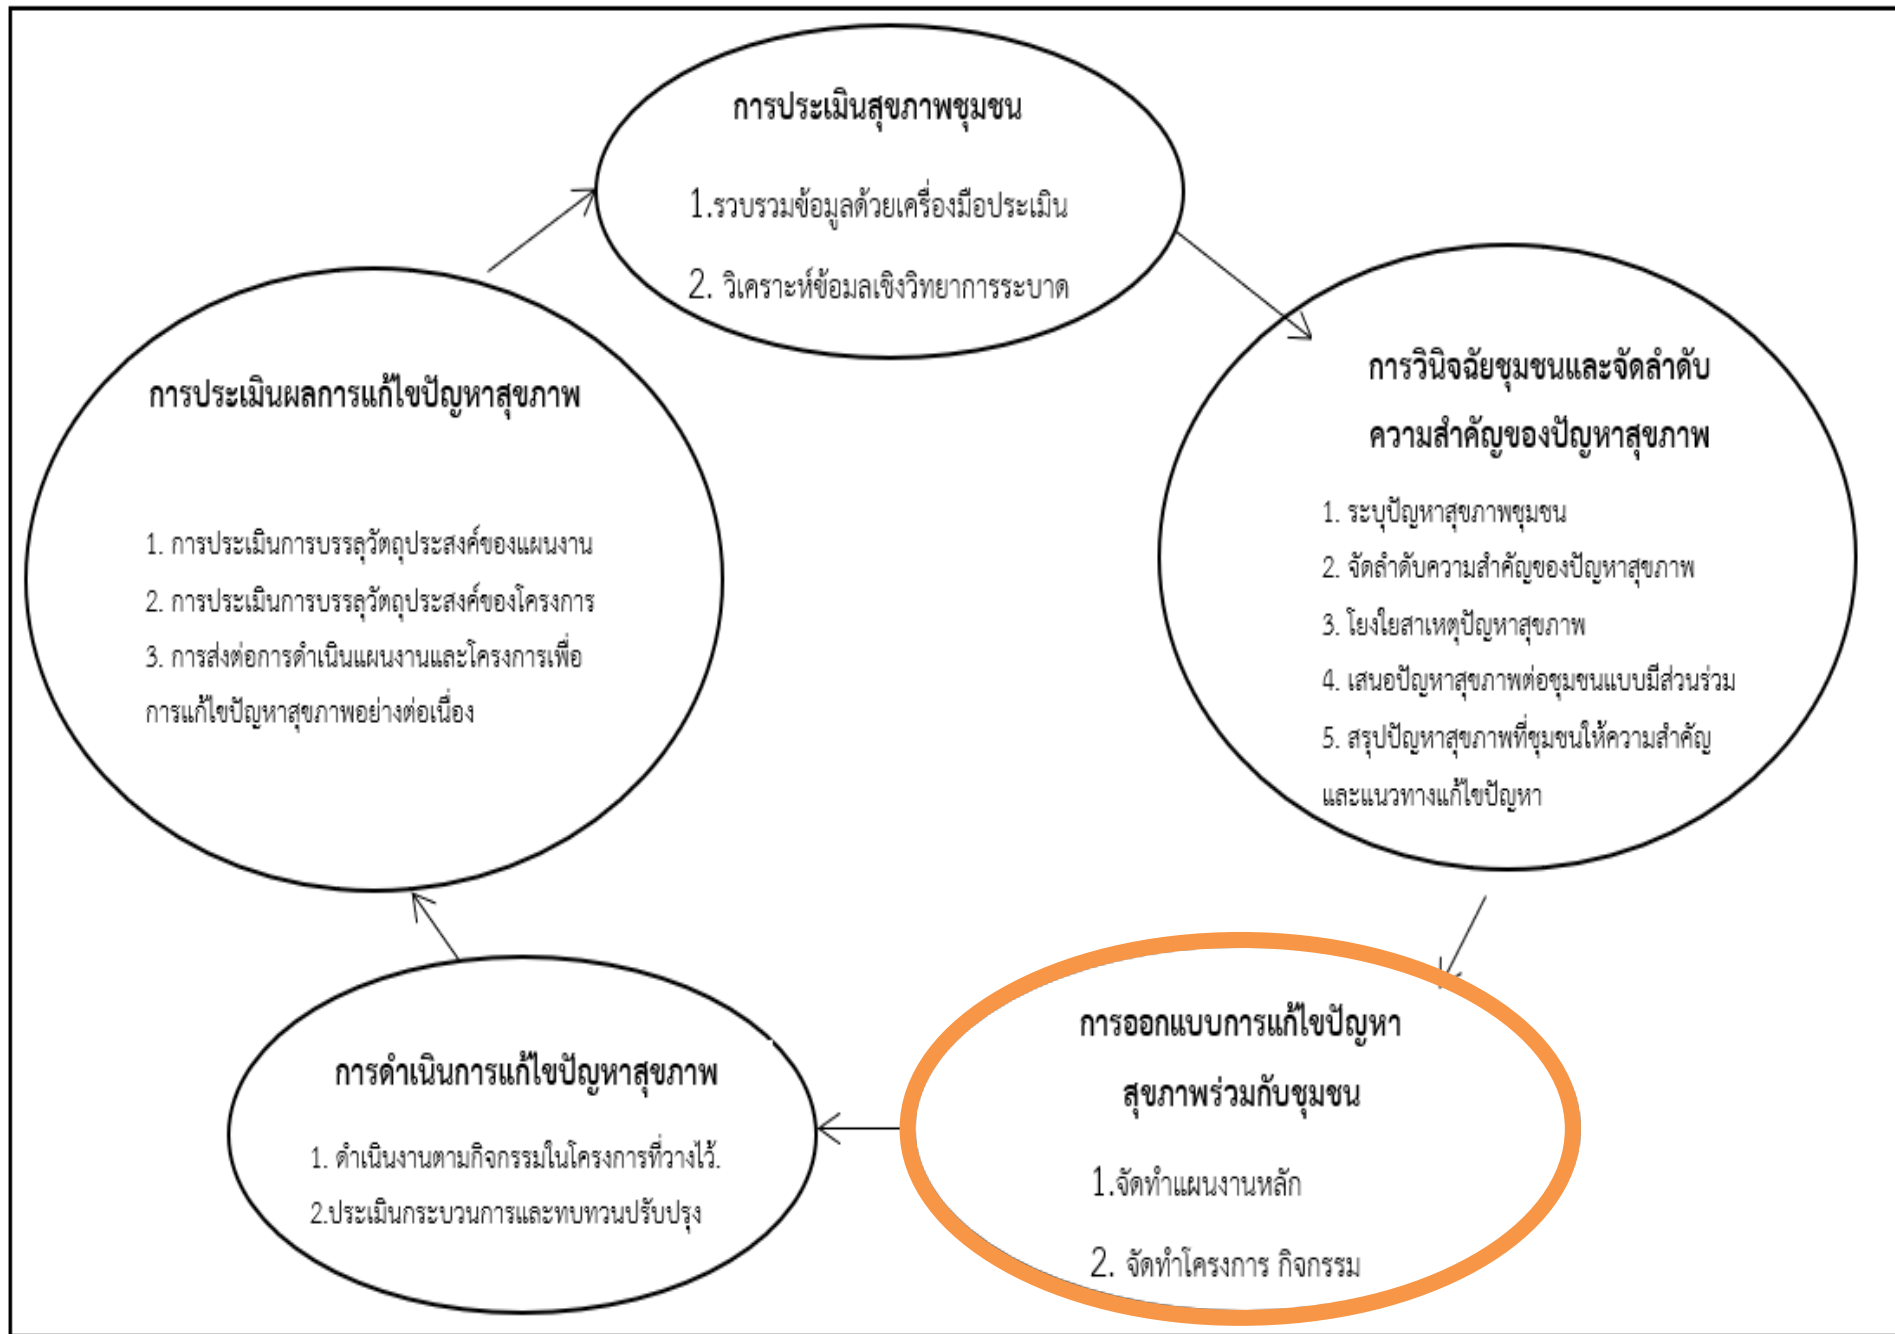 การประเมินสุขภาพชุมชน
1.รวบรวมข้อมูลด้วยเครื่องมือประเมิน
2. วิเคราะห์ข้อมลเชิงวิทยาการระบาด
การวินิจฉัยชุมชนและจัดลำดับ
ความสำคัญของปัญหาสุขภาพ
1. ระบุปัญหาสุขภาพชุมชน
2. จัดลำดับความสำคัญของปัญหาสุขภาพ
3. โยงใยสาเหตุปัญหาสุขภาพ
4. เสนอปัญหาสุขภาพต่อชุมชนแบบมีส่วนร่วม
5. สรุปปัญหาสุขภาพที่ชุมชนให้ความสำคัญ
และแนวทางแก้ไขปัญหา
การออกแบบการแก้ไขปัญหา
สุขภาพร่วมกับชุมชน
1.จัดทำแผนงานหลัก
2. จัดทำโครงการ กิจกรรม
การดำเนินการแก้ไขปัญหาสุขภาพ
1. ดำเนินงานตามกิจกรรมในโครงการที่วางไว้.
2.ประเมินกระบวนการและทบทวนปรับปรุง
การประเมินผลการแก้ไขปัญหาสุขภาพ
1. การประเมินการบรรลุวัตถุประสงค์ของแผนงาน
2. การประเมินการบรรลุวัตถุประสงค์ของโครงการ
3. การส่งต่อการดำเนินแผนงานและโครงการเพื่อ
การแก้ไขปัญหาสุขภาพอย่างต่อเนื่อง